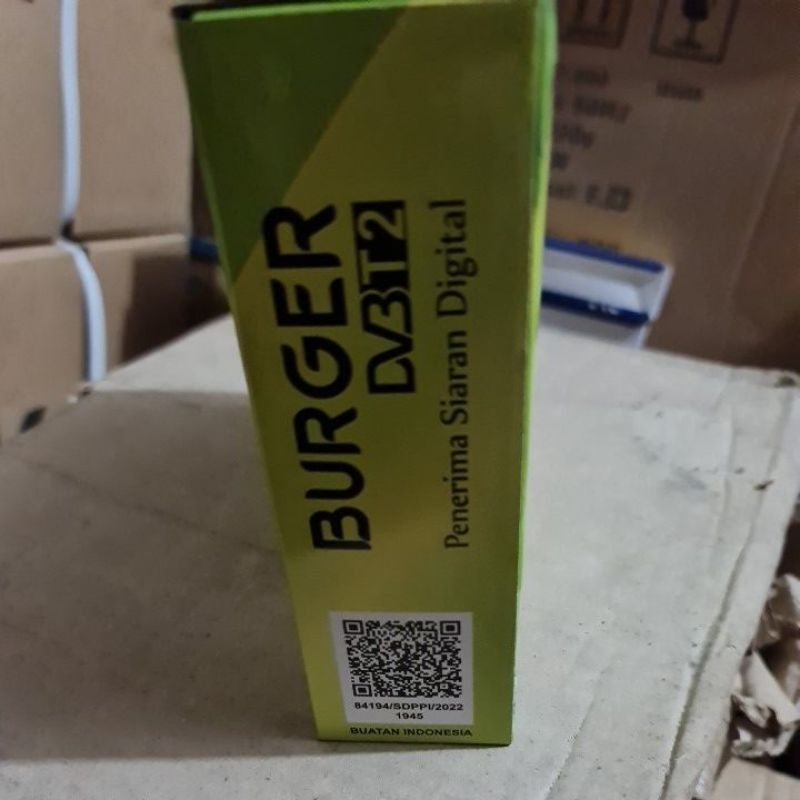 BURGER
DVBT2
Penerima Siaran Digital
84194/SDPPI/2022
1945
BUATAN INDONESIA